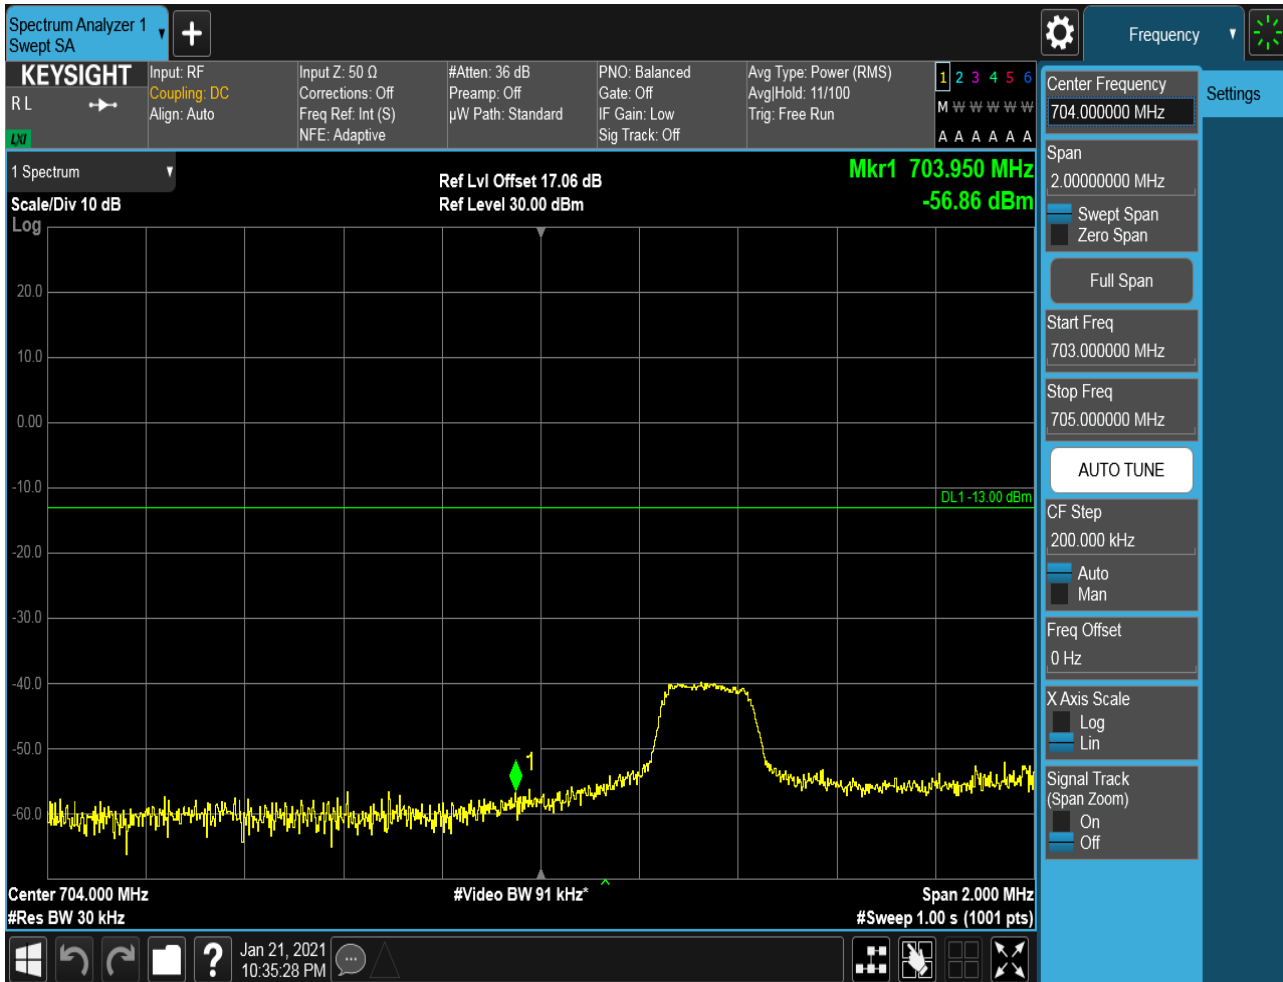 Spectrum Analyzer 1
Swept SA
+
Frequency
KEYSIGHT
R L
LXI
Input: RF
Coupling: DC
Align: Auto
Input Z: 50 Ω
Corrections: Off
Freq Ref: Int (S)
NFE: Adaptive
#Atten: 36 dB
Preamp: Off
µW Path: Standard
PNO: Balanced
Gate: Off
IF Gain: Low
Sig Track: Off
Avg Type: Power (RMS)
Avg|Hold: 11/100
Trig: Free Run
1 2 3 4 5 6
M W W W W W
A A A A A A
1 Spectrum
Scale/Div 10 dB
Log
Ref Lvl Offset 17.06 dB
Ref Level 30.00 dBm
Mkr1 703.950 MHz
-56.86 dBm
20.0
10.0
0.00
-10.0
-20.0
-30.0
-40.0
-50.0
-60.0
DL1 -13.00 dBm
1
Center 704.000 MHz
#Res BW 30 kHz
#Video BW 91 kHz*
Span 2.000 MHz
#Sweep 1.00 s (1001 pts)
?
Jan 21, 2021
10:35:28 PM
Center Frequency
704.000000 MHz
Settings
Span
2.00000000 MHz
Swept Span
Zero Span
Full Span
Start Freq
703.000000 MHz
Stop Freq
705.000000 MHz
AUTO TUNE
CF Step
200.000 kHz
Auto
Man
Freq Offset
0 Hz
X Axis Scale
Log
Lin
Signal Track
(Span Zoom)
On
Off